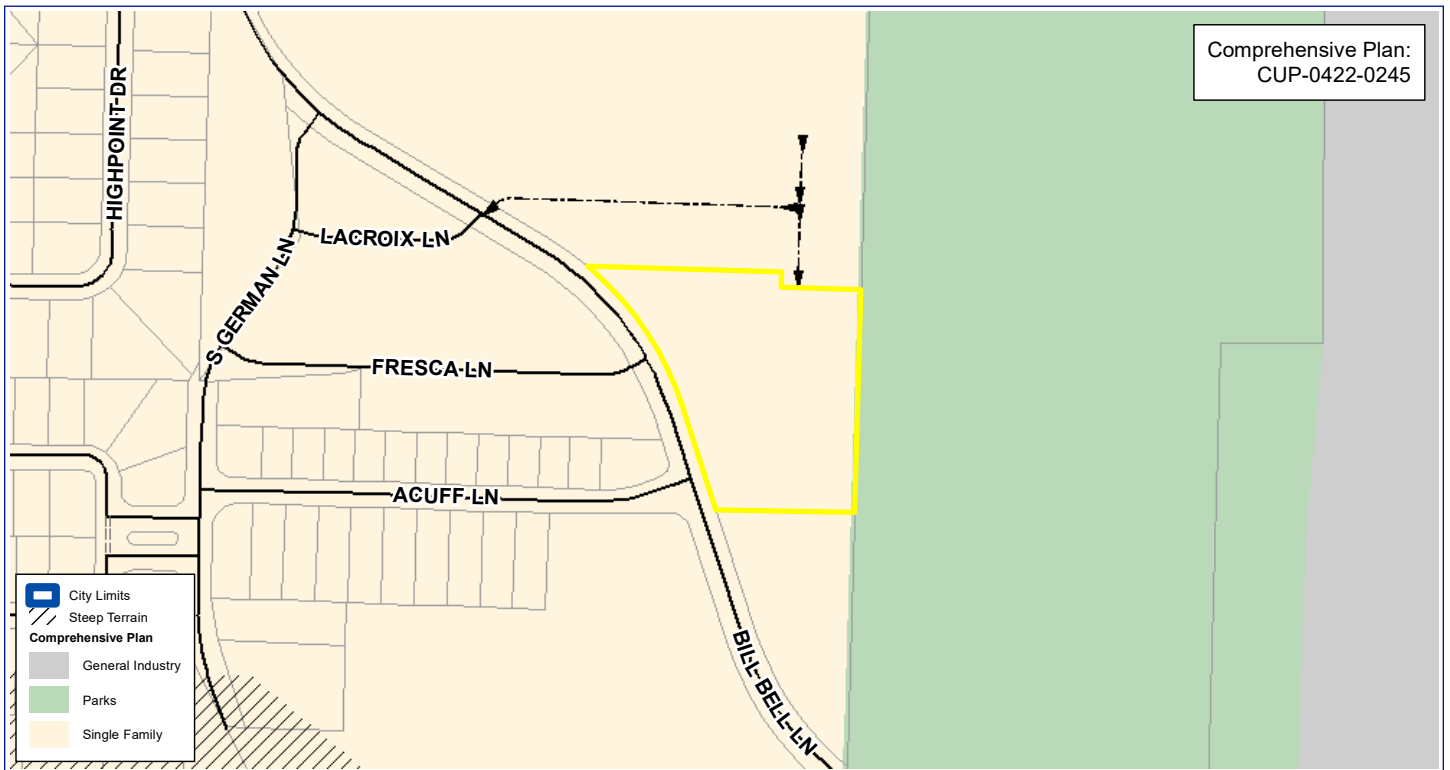 Comprehensive Plan:
CUP-0422-0245
HIGHPOINT DR
LACROIX LN
S GERMAN LN
FRESCA LN
ACUFF LN
BILL BELL LN
City Limits
Steep Terrain
Comprehensive Plan
General Industry
Parks
Single Family